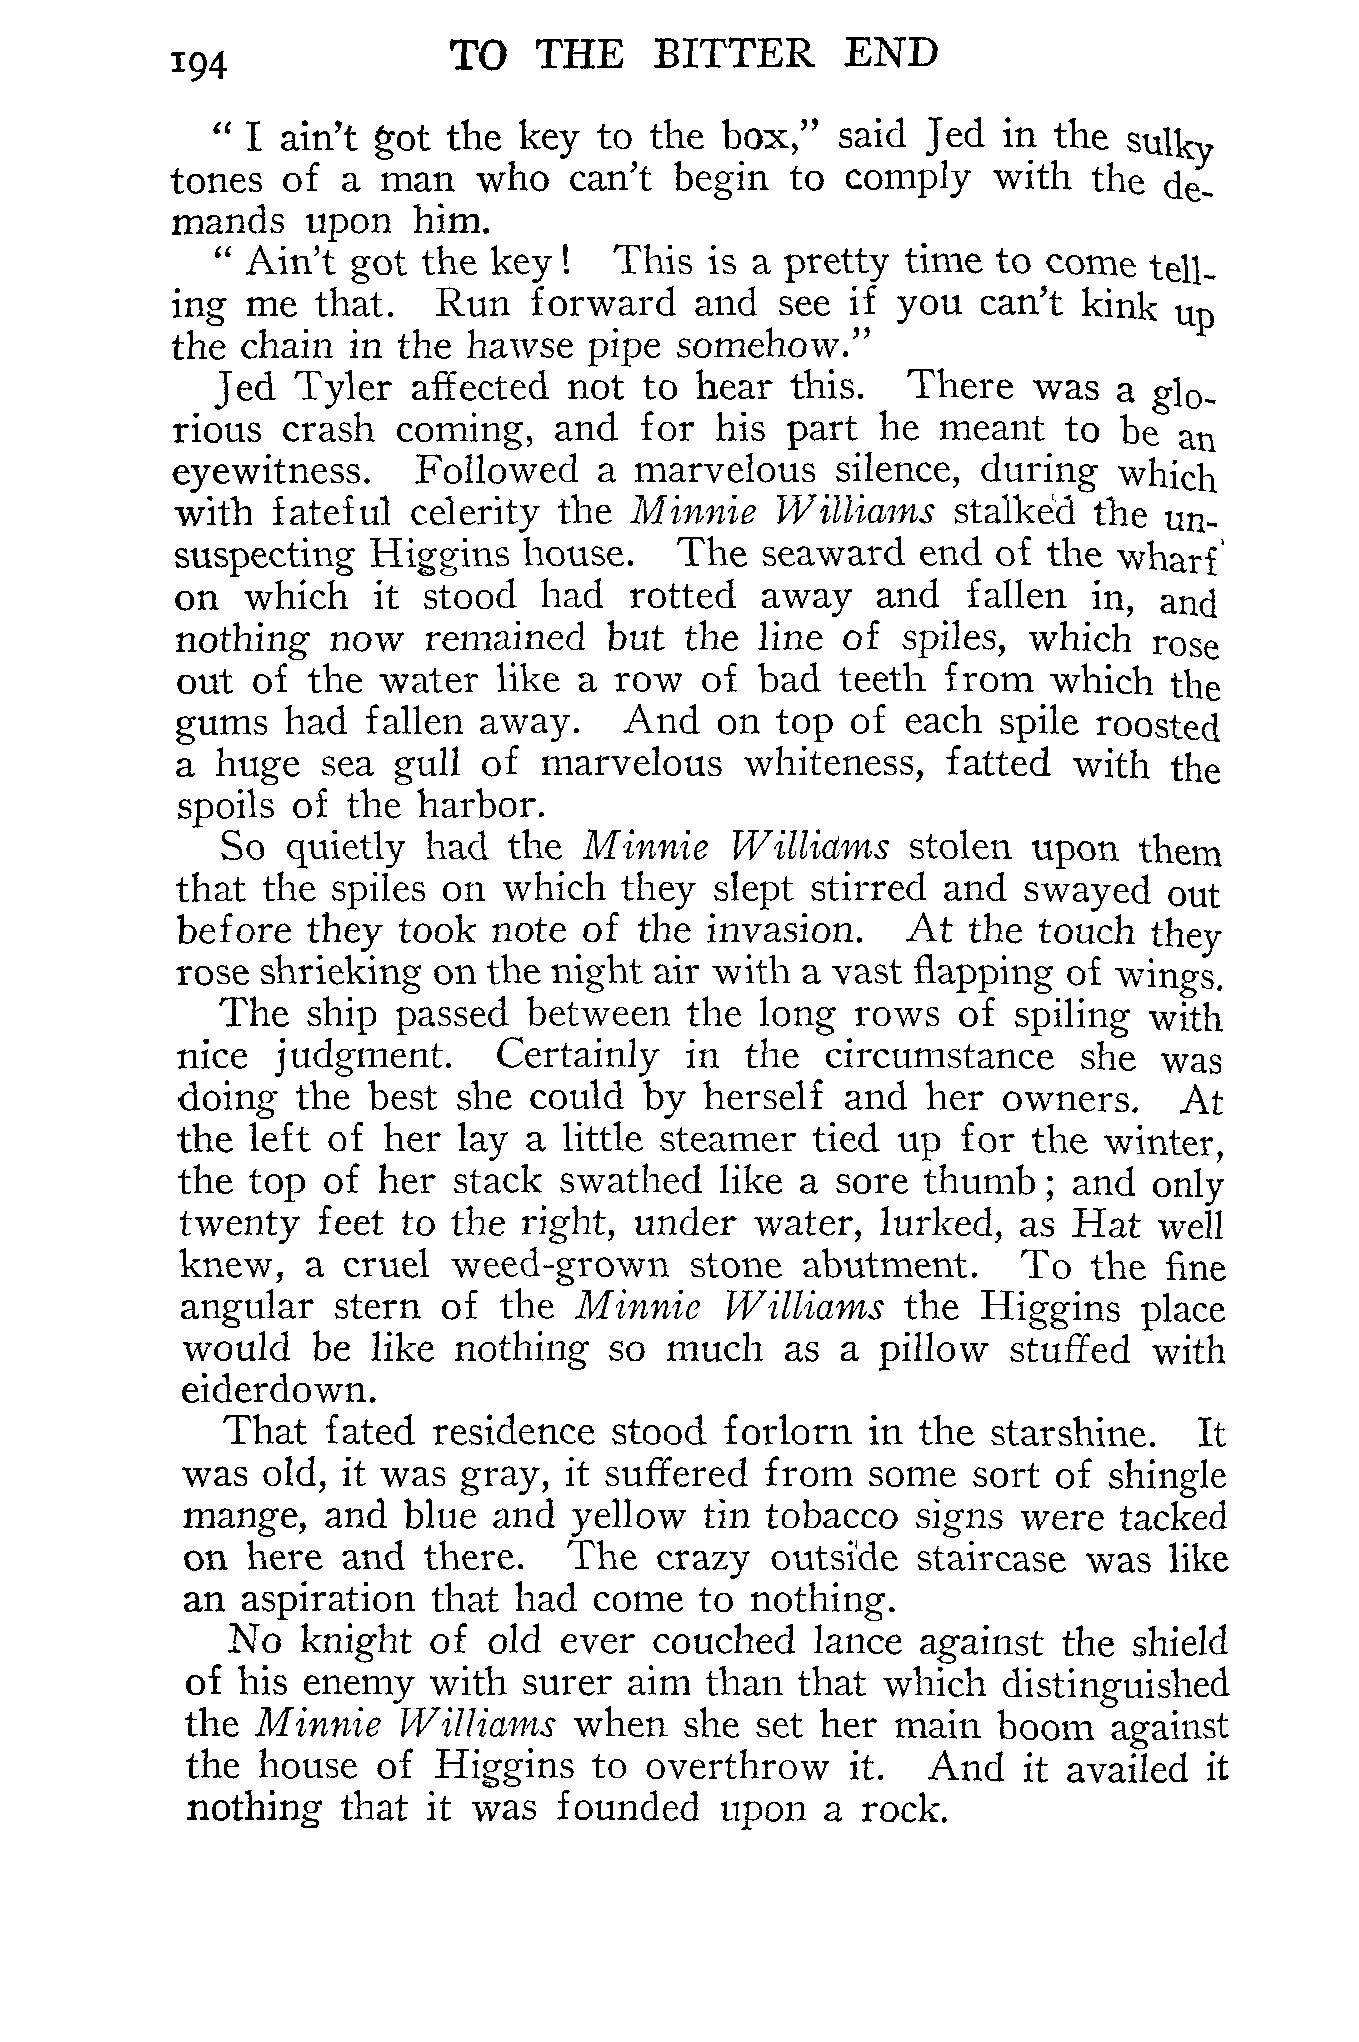 194 TO THE BITTER END
" I ain't got the key to the box," said Jed in the sulky
tones of a man who can't begin to comply with the de-
mands upon him.
" Ain't got the key! This is a pretty time to come tell-
ing me that. Run forward and see if you can't kink up
the chain in the hawse pipe somehow."
Jed Tyler affected not to hear this. There was a glo-
rious crash coming, and for his part he meant to be an
eyewitness. Followed a marvelous silence, during which
with fateful celerity the Minnie Williams stalked the un-
suspecting Higgins house. The seaward end of the wharf
on which it stood had rotted away and fallen in, and
nothing now remained but the line of spiles, which rose
out of the water like a row of bad teeth from which the
gums had fallen away. And on top of each spile roosted
a huge sea gull of marvelous whiteness, fatted with the
spoils of the harbor.
So quietly had the Minnie Williams stolen upon them
that the spiles on which they slept stirred and swayed out
before they took note of the invasion. At the touch they
rose shrieking on the night air with a vast flapping of wings.
The ship passed between the long rows of spiling with
nice judgment. Certainly in the circumstance she was
doing the best she could by herself and her owners. At
the left of her lay a little steamer tied up for the winter,
the top of her stack swathed like a sore thumb; and only
twenty feet to the right, under water, lurked, as Hat well
knew, a cruel weed-grown stone abutment. To the fine
angular stern of the Minnie Williams the Higgins place
would be like nothing so much as a pillow stuffed with
eiderdown.
That fated residence stood forlorn in the starshine. It
was old, it was gray, it suffered from some sort of shingle
mange, and blue and yellow tin tobacco signs were tacked
on here and there. The crazy outside staircase was like
an aspiration that had come to nothing.
No knight of old ever couched lance against the shield
of his enemy with surer aim than that which distinguished
the Minnie Williams when she set her main boom against
the house of Higgins to overthrow it. And it availed it
nothing that it was founded upon a rock.